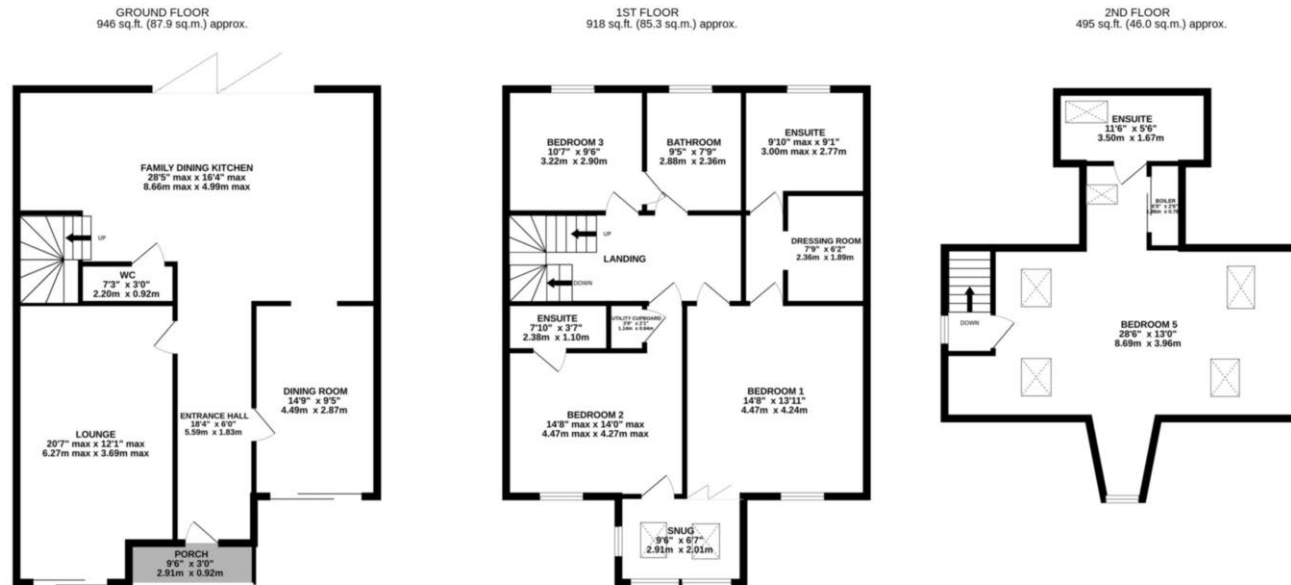 GROUND FLOOR
946 sq.ft. (87.9 sq.m.) approx.
FAMILY DINING KITCHEN
28'5" max x 16'4" max
8.66m max x 4.99m max
UP
WC
7'3" x 3'0"
2.20m x 0.92m
DINING ROOM
14'9" x 9'5"
4.49m x 2.87m
ENTRANCE HALL
18'4" x 6'0"
5.59m x 1.83m
LOUNGE
20'7" max x 12'1" max
6.27m max x 3.69m max
PORCH
9'6" x 3'0"
2.91m x 0.92m
1ST FLOOR
918 sq.ft. (85.3 sq.m.) approx.
BEDROOM 3
10'7" x 9'6"
3.22m x 2.90m
BATHROOM
9'5" x 7'9"
2.88m x 2.36m
ENSUITE
9'10" max x 9'1"
3.00m max x 2.77m
UP
LANDING
DOWN
DRESSING ROOM
7'9" x 6'2"
2.36m x 1.89m
ENSUITE
7'10" x 3'7"
2.38m x 1.10m
UTILITY CUPBOARD
x 2'1"
1.14m x 0.64m
BEDROOM 1
14'8" x 13'11"
4.47m x 4.24m
BEDROOM 2
14'8" max x 14'0" max
4.47m max x 4.27m max
SNUG
9'6" x 6'7"
2.91m x 2.01m
2ND FLOOR
495 sq.ft. (46.0 sq.m.) approx.
ENSUITE
11'6" x 5'6"
3.50m x 1.67m
BOILER
DOWN
BEDROOM 5
28'6" x 13'0"
8.69m x 3.96m